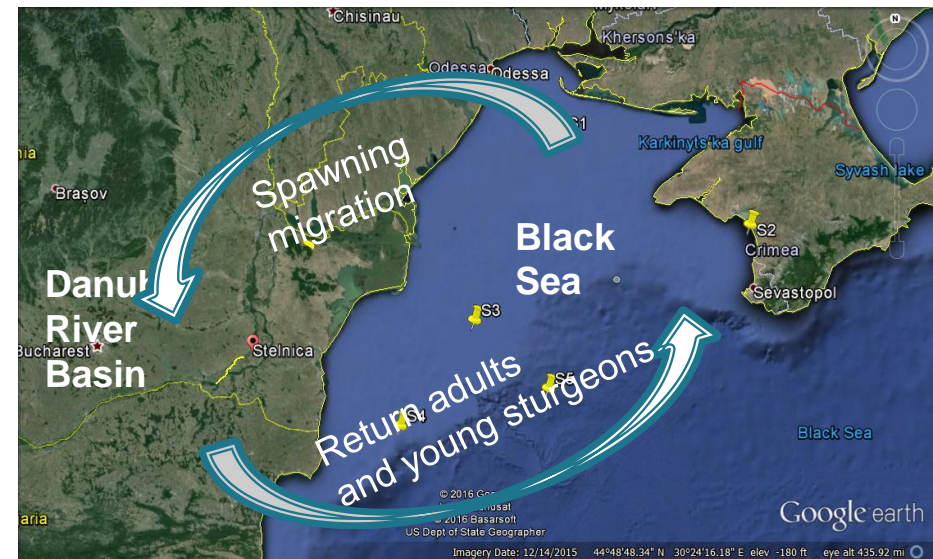 Chisinau
Khersons'ka
Odessa
Odessa
S1
Karkinyts'ka gulf
Syvash lake
Brasov
Spawning
migration
Black
Sea
S2
Crimea
Sevastopol
River
Basin
Bucharest
Stelnica
S3
S5
S4
Return adults
and young sturgeons
Black Sea
© 2016 Basarsoft
US Dept of State Geographer
Google earth
Imagery Date: 12/14/2015 44°48'48.34" N 30°24'16.18" E elev -180 ft eye alt 435.92 mi
N